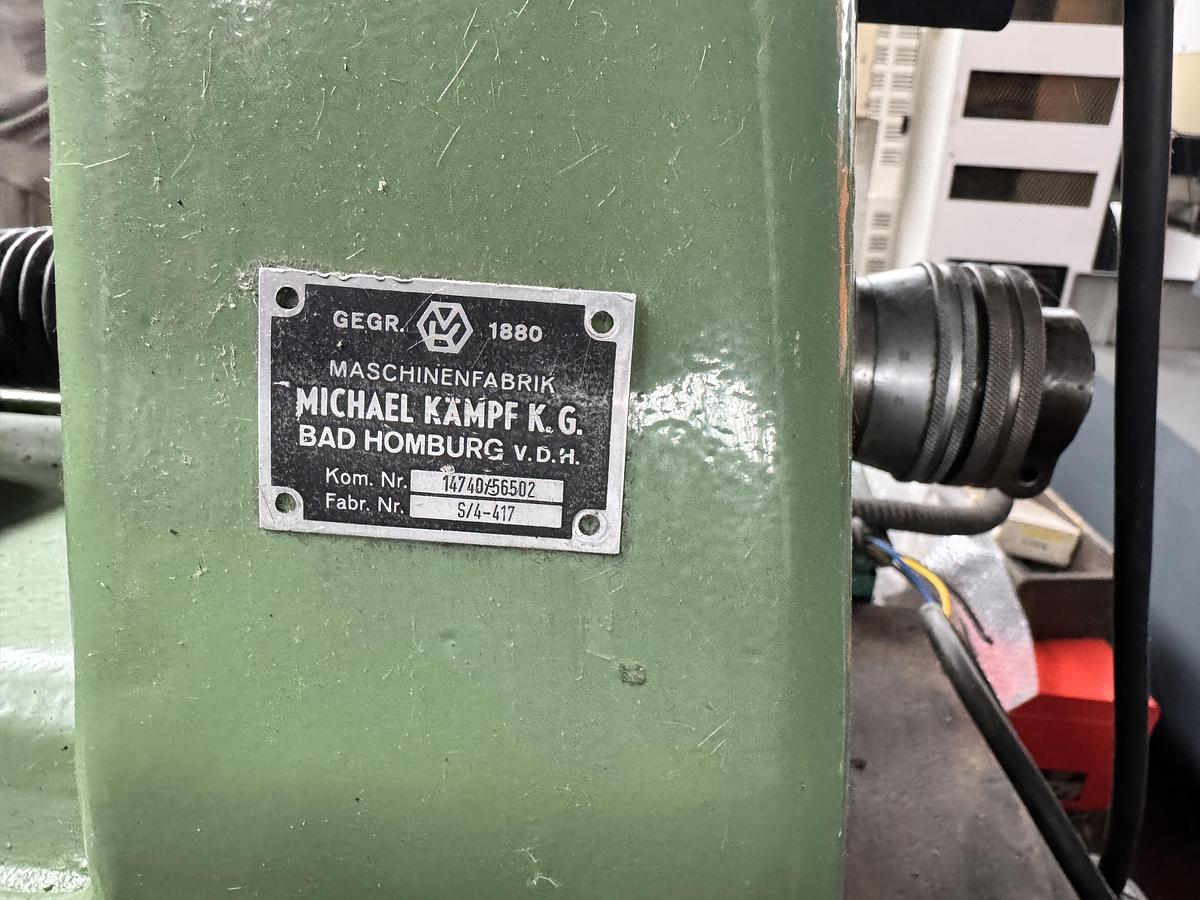 GEGR. 1880
MASCHINENFABRIK
MICHAEL KÄMPF K.G.
BAD HOMBURG V.D.H.
Kom. Nr. 14740/56502
Fabr. Nr. S/4-417